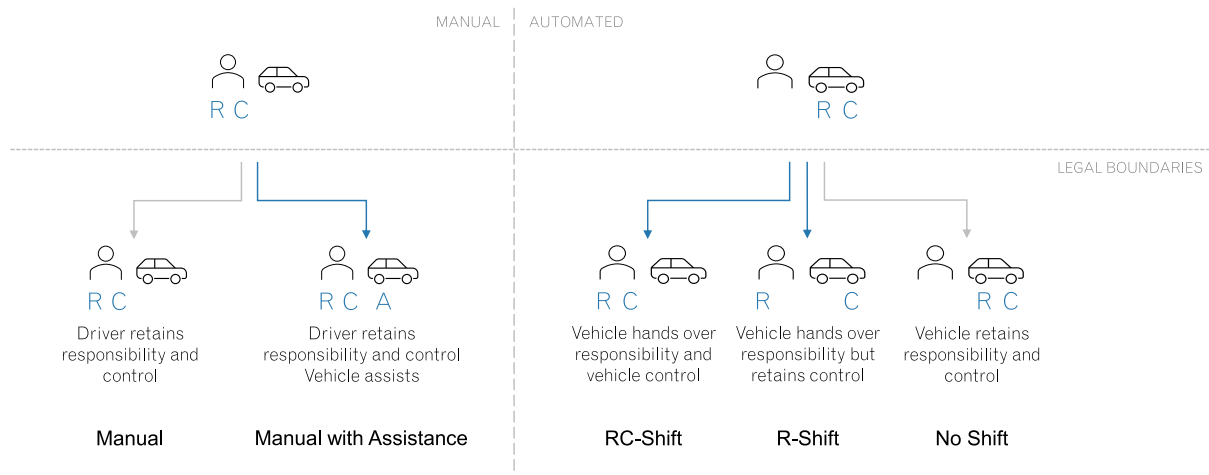 MANUAL
AUTOMATED
R C
R C
LEGAL BOUNDARIES
R C
R C A
R C
R C
R C
Driver retains
responsibility and
control
Driver retains
responsibility and control
Vehicle assists
Vehicle hands over
responsibility and
vehicle control
Vehicle hands over
responsibility but
retains control
Vehicle retains
responsibility and
control
Manual
Manual with Assistance
RC-Shift
R-Shift
No Shift